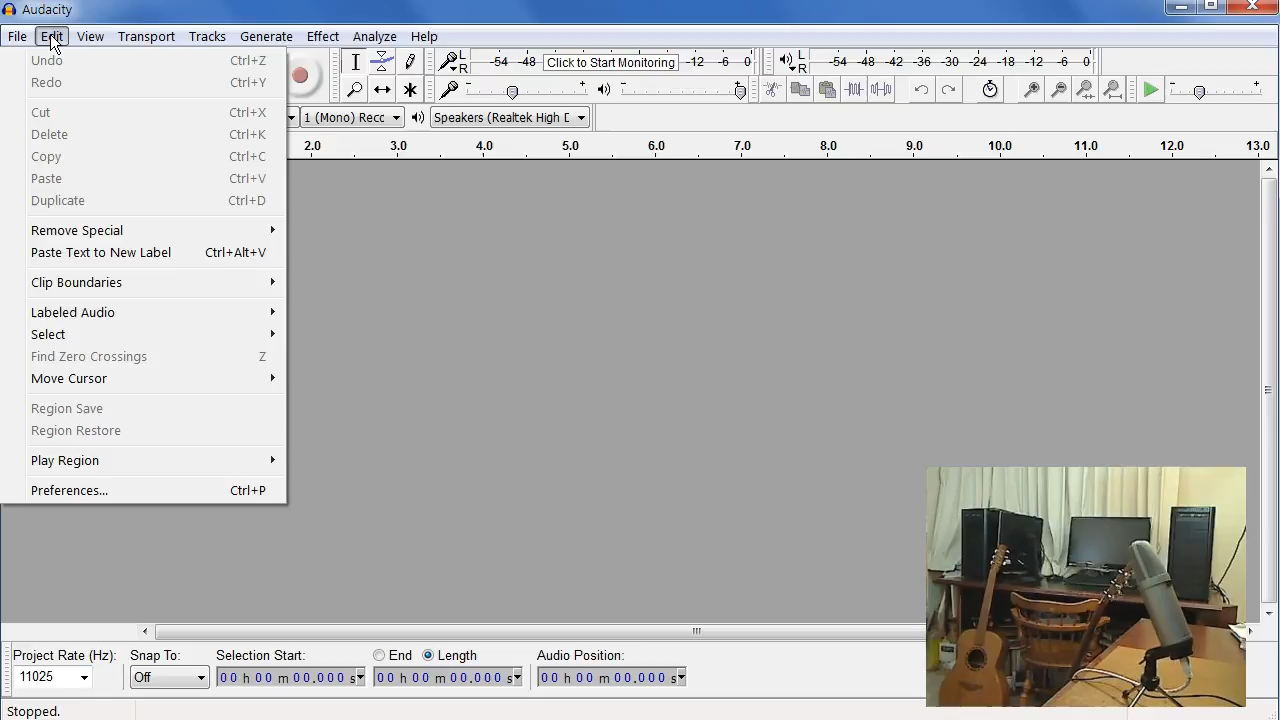 Audacity
File Edit View Transport Tracks Generate Effect Analyze Help
Undo Ctrl+Z
Redo Ctrl+Y
Cut Ctrl+X
Delete Ctrl+K
Copy Ctrl+C
Paste Ctrl+V
Duplicate Ctrl+D
Remove Special
Paste Text to New Label Ctrl+Alt+V
Clip Boundaries
Labeled Audio
Select
Find Zero Crossings Z
Move Cursor
Region Save
Region Restore
Play Region
Preferences... Ctrl+P
L R -54 -48 Click to Start Monitoring -12 -6 0
L R -54 -48 -42 -36 -30 -24 -18 -12 -6 0
1 (Mono) Recc Speakers (Realtek High D
2.0 3.0 4.0 5.0 6.0 7.0 8.0 9.0 10.0 11.0 12.0 13.0
Project Rate (Hz): Snap To: Selection Start: End Length Audio Position:
11025 Off 00 h 00 m 00.000 s 00 h 00 m 00.000 s 00 h 00 m 00.000 s
Stopped.